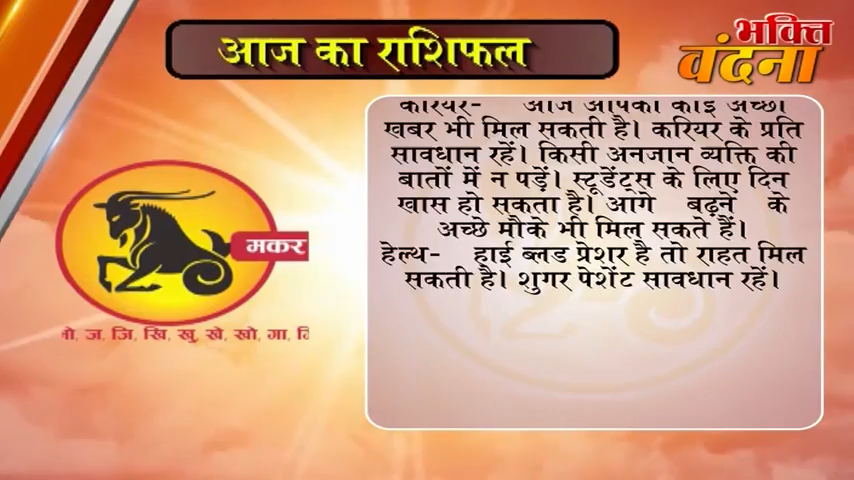 आज का राशिफल
भक्ति
वंदना
करियर- आज आपको कोई अच्छी
खबर भी मिल सकती है। करियर के प्रति
सावधान रहें। किसी अनजान व्यक्ति की
बातों में न पड़ें। स्टूडेंट्स के लिए दिन
खास हो सकता है। आगे बढ़ने के
अच्छे मौके भी मिल सकते हैं।
हेल्थ- हाई ब्लड प्रेशर है तो राहत मिल
सकती है। शुगर पेशेंट सावधान रहें।
मकर
ज, जि, खि, खु, खे, खो, गा,